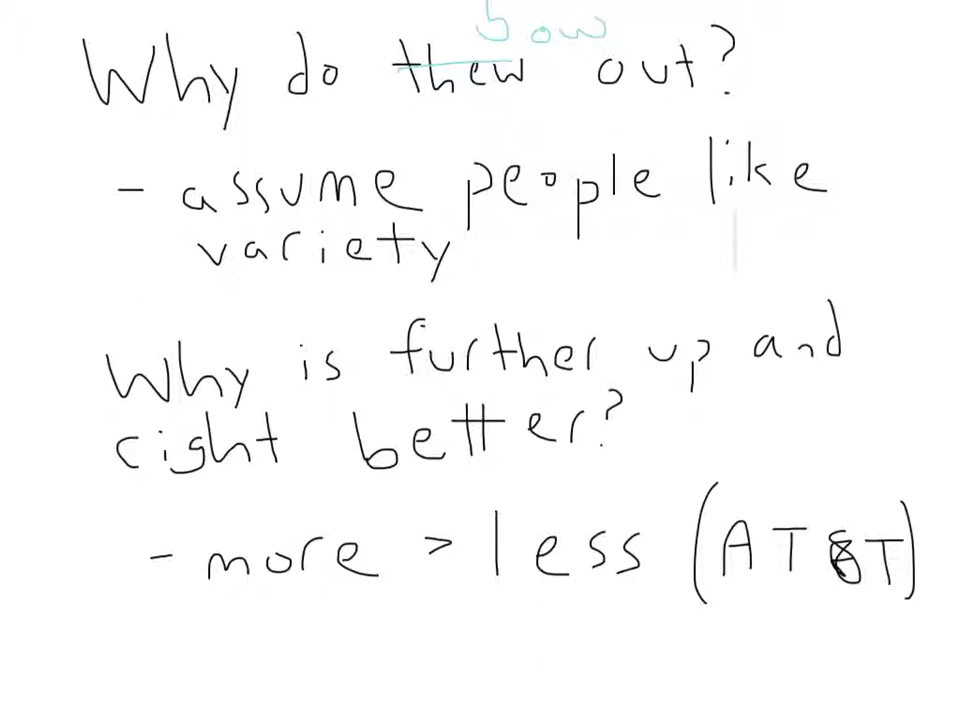 bow
Why do thew out?
- assume people like
variety
Why is further up and
right better?
- more > less (AT&T)